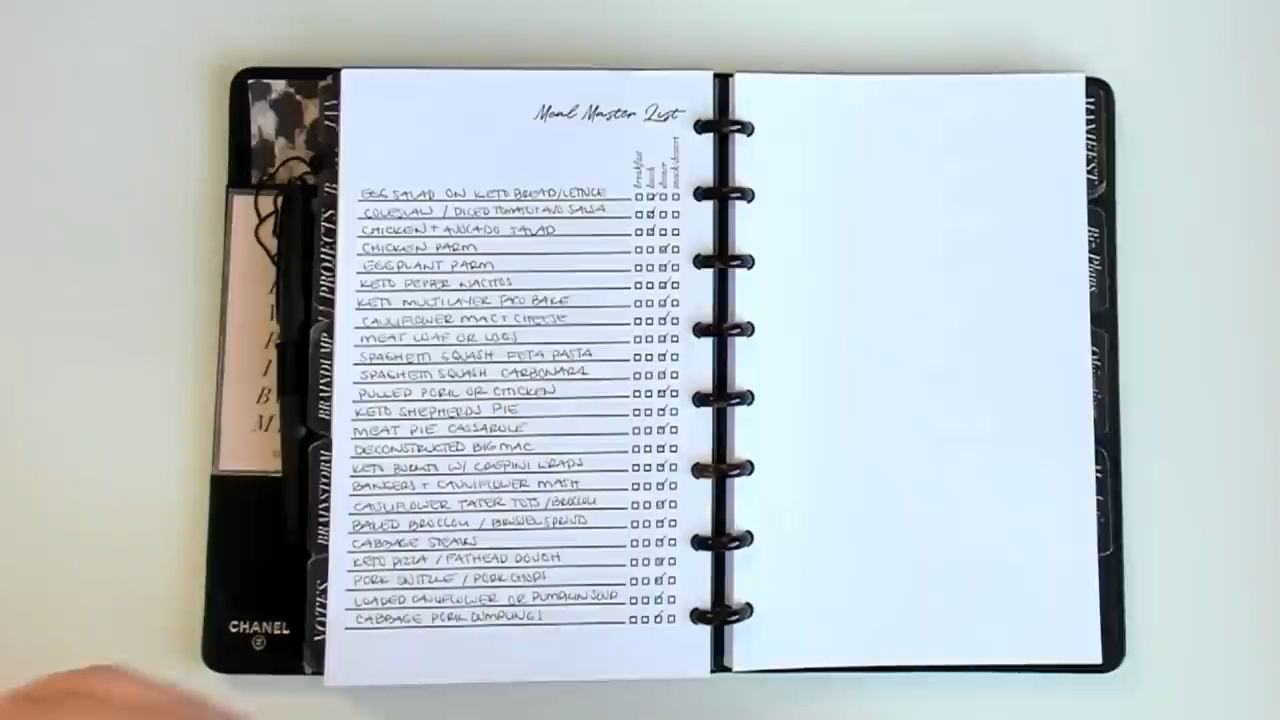 Meal Master List
breakfast
lunch
dinner
snack/dessert
EGG SALAD ON KETO BREAD/LETTUCE
COLESLAW / DICED TOMATO/AVO SALSA
CHICKEN + AVOCADO SALAD
CHICKEN PARM
EGGPLANT PARM
KETO PEPPER NACHOS
KETO MULTILAYER TACO BAKE
CAULIFLOWER MAC + CHEESE
MEAT LOAF OR LOGS
SPAGHETTI SQUASH FETA PASTA
SPAGHETTI SQUASH CARBONARA
PULLED PORK OR CHICKEN
KETO SHEPHERDS PIE
MEAT PIE CASSAROLE
DECONSTRUCTED BIG MAC
KETO W/ CREPINI WRAPS
BANGERS + CAULIFLOWER MASH
CAULIFLOWER TATER TOTS / BROCCOLI
BAKED BROCCOLI / BRUSSEL SPROUTS
CABBAGE STEAKS
KETO PIZZA / FATHEAD DOUGH
PORK SNITZLE / PORK CHOPS
LOADED CAULIFLOWER OR PUMPKIN SOUP
CABBAGE PORK DUMPLINGS
PROJECTS
BRAINDUMP
BRAINSTORM
NOTES
CHANEL
MANIFEST
Biz Plans